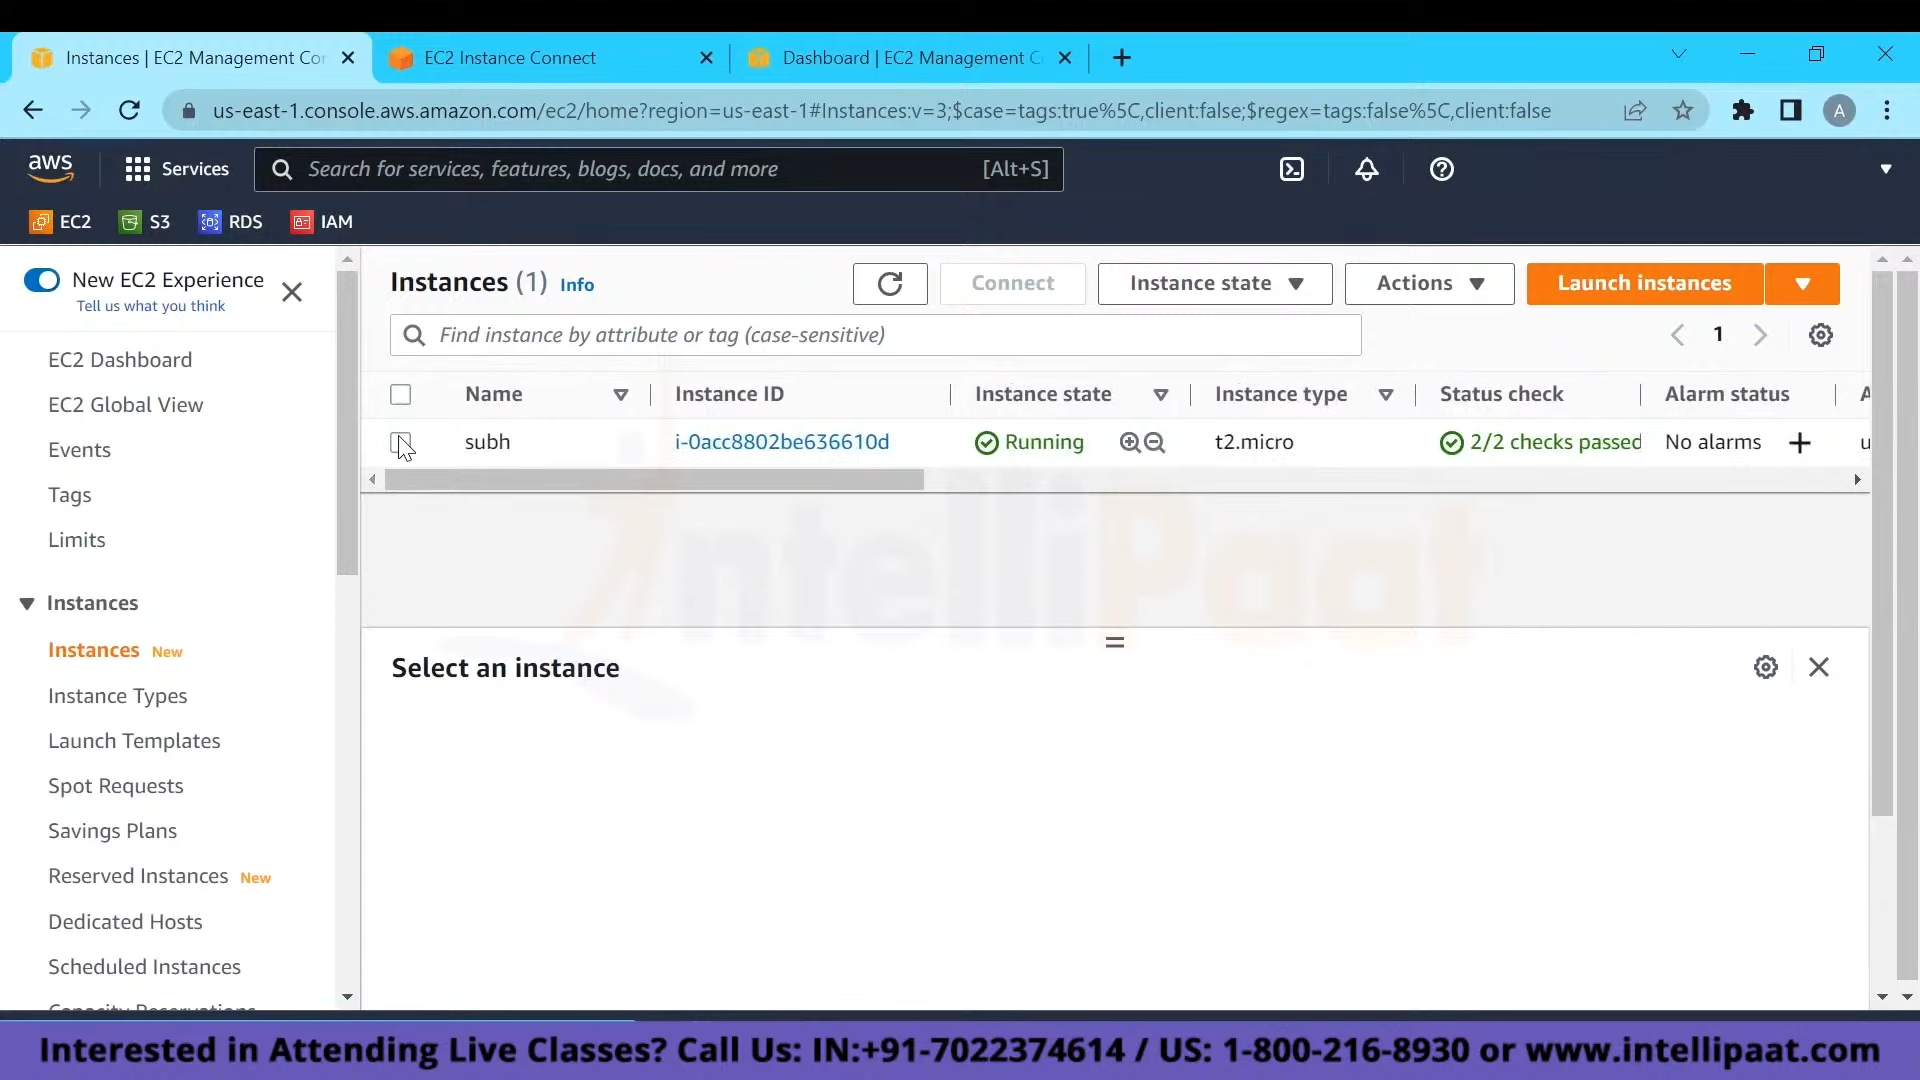 Instances | EC2 Management Cor
EC2 Instance Connect
Dashboard | EC2 Management C
us-east-1.console.aws.amazon.com/ec2/home?region=us-east-1#Instances:v=3;$case=tags:true%5C,client:false;$regex=tags:false%5C,client:false
A
aws
Services
Search for services, features, blogs, docs, and more
[Alt+S]
EC2
S3
RDS
IAM
New EC2 Experience
Tell us what you think
EC2 Dashboard
EC2 Global View
Events
Tags
Limits
Instances
Instances New
Instance Types
Launch Templates
Spot Requests
Savings Plans
Reserved Instances New
Dedicated Hosts
Scheduled Instances
Capacity Reservations
Instances (1) Info
Connect
Instance state
Actions
Launch instances
Find instance by attribute or tag (case-sensitive)
1
Name
Instance ID
Instance state
Instance type
Status check
Alarm status
A
subh
i-0acc8802be636610d
Running
t2.micro
2/2 checks passed
No alarms
u
IntelliPaat
Select an instance
Interested in Attending Live Classes? Call Us: IN:+91-7022374614 / US: 1-800-216-8930 or www.intellipaat.com